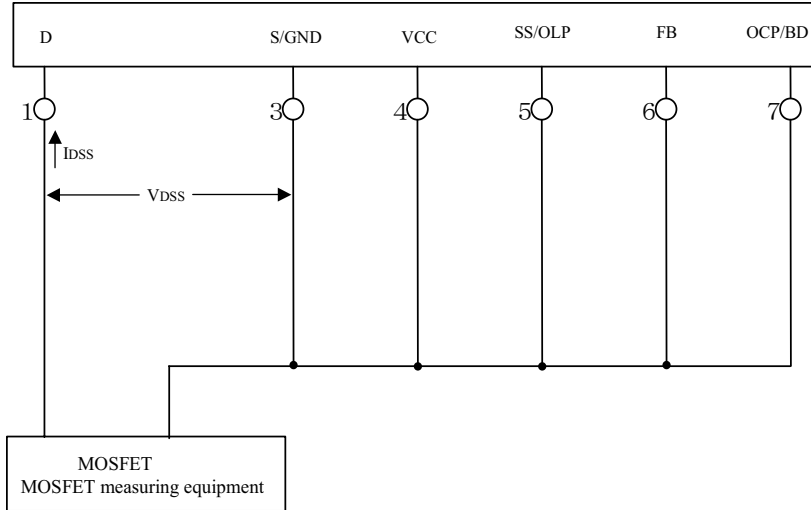 D S/GND VCC SS/OLP FB OCP/BD
1 3 4 5 6 7
IDSS
VDSS
MOSFET
MOSFET measuring equipment